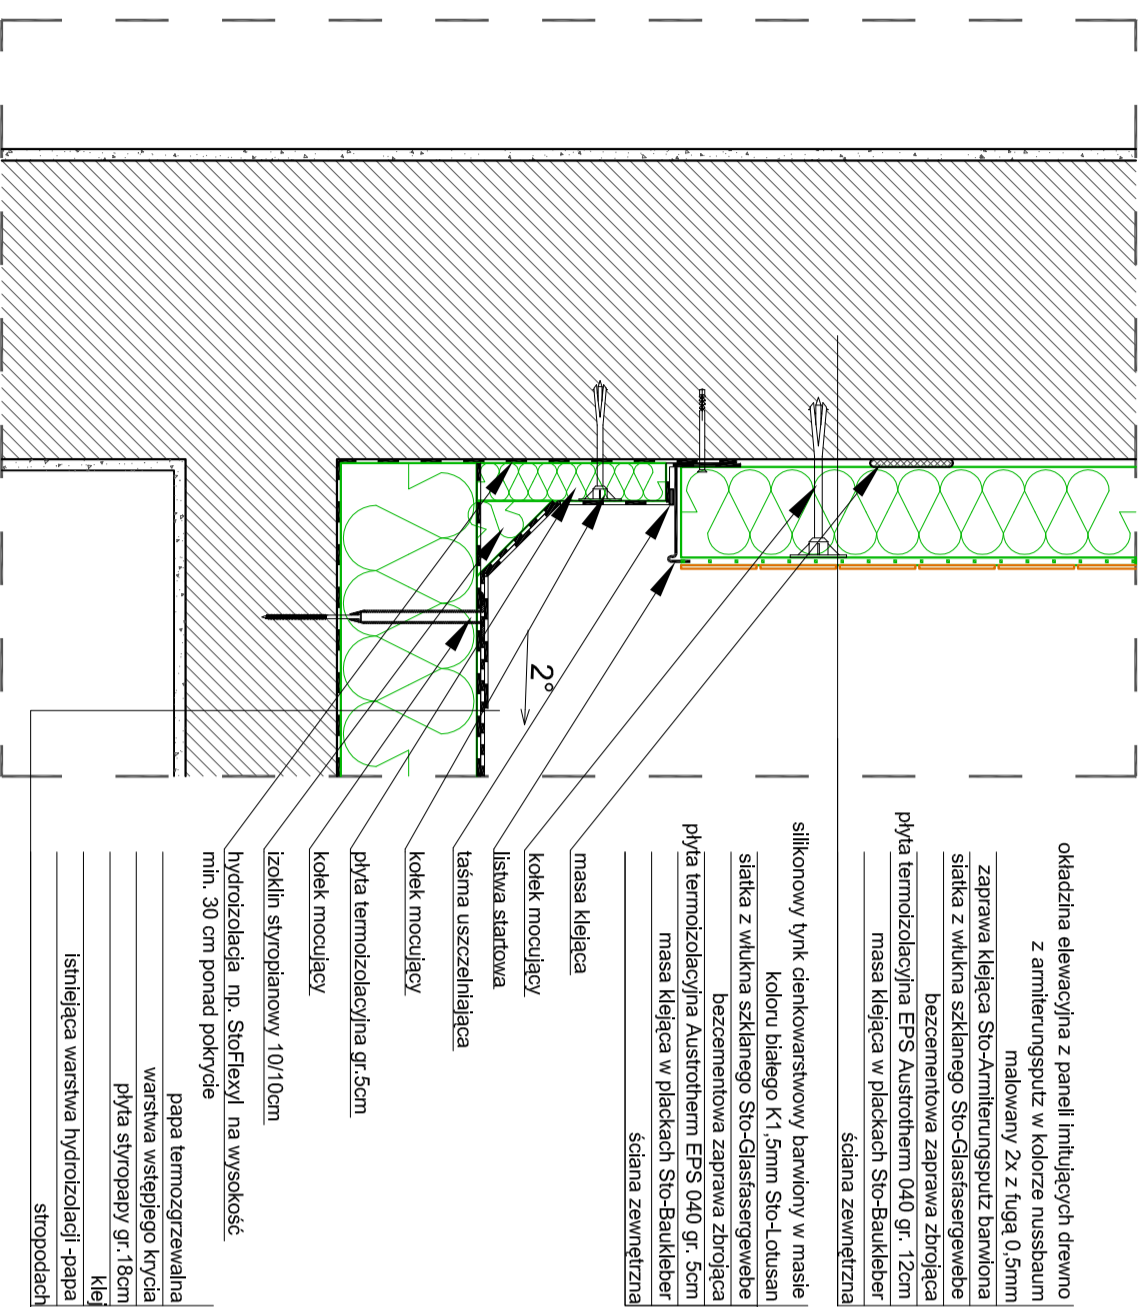 okładzina elewacyjna z paneli imitujących drewno
z armiterungsputz w kolorze nussbaum
malowany 2x z fugą 0,5mm
zaprawa klejąca Sto-Armiterungsputz barwiona
siatka z włukna szklanego Sto-Glasfasergewebe
bezcementowa zaprawa zbrojąca
płyta termoizolacyjna EPS Austrotherm 040 gr. 12cm
masa klejąca w plackach Sto-Baukleber
ściana zewnętrzna
silikonowy tynk cienkowarstwowy barwiony w masie
koloru białego K1,5mm Sto-Lotusan
siatka z włukna szklanego Sto-Glasfasergewebe
bezcementowa zaprawa zbrojąca
płyta termoizolacyjna Austrotherm EPS 040 gr. 5cm
masa klejąca w plackach Sto-Baukleber
ściana zewnętrzna
masa klejąca
kołek mocujący
listwa startowa
taśma uszczelniająca
kołek mocujący
płyta termoizolacyjna gr.5cm
kołek mocujący
izoklin styropianowy 10/10cm
hydroizolacja np. StoFlexyl na wysokość
min. 30 cm ponad pokrycie
papa termozgrzewalna
warstwa wstępjego krycia
płyta styropapy gr.18cm
klej
istniejąca warstwa hydroizolacji -papa
stropodach
2°